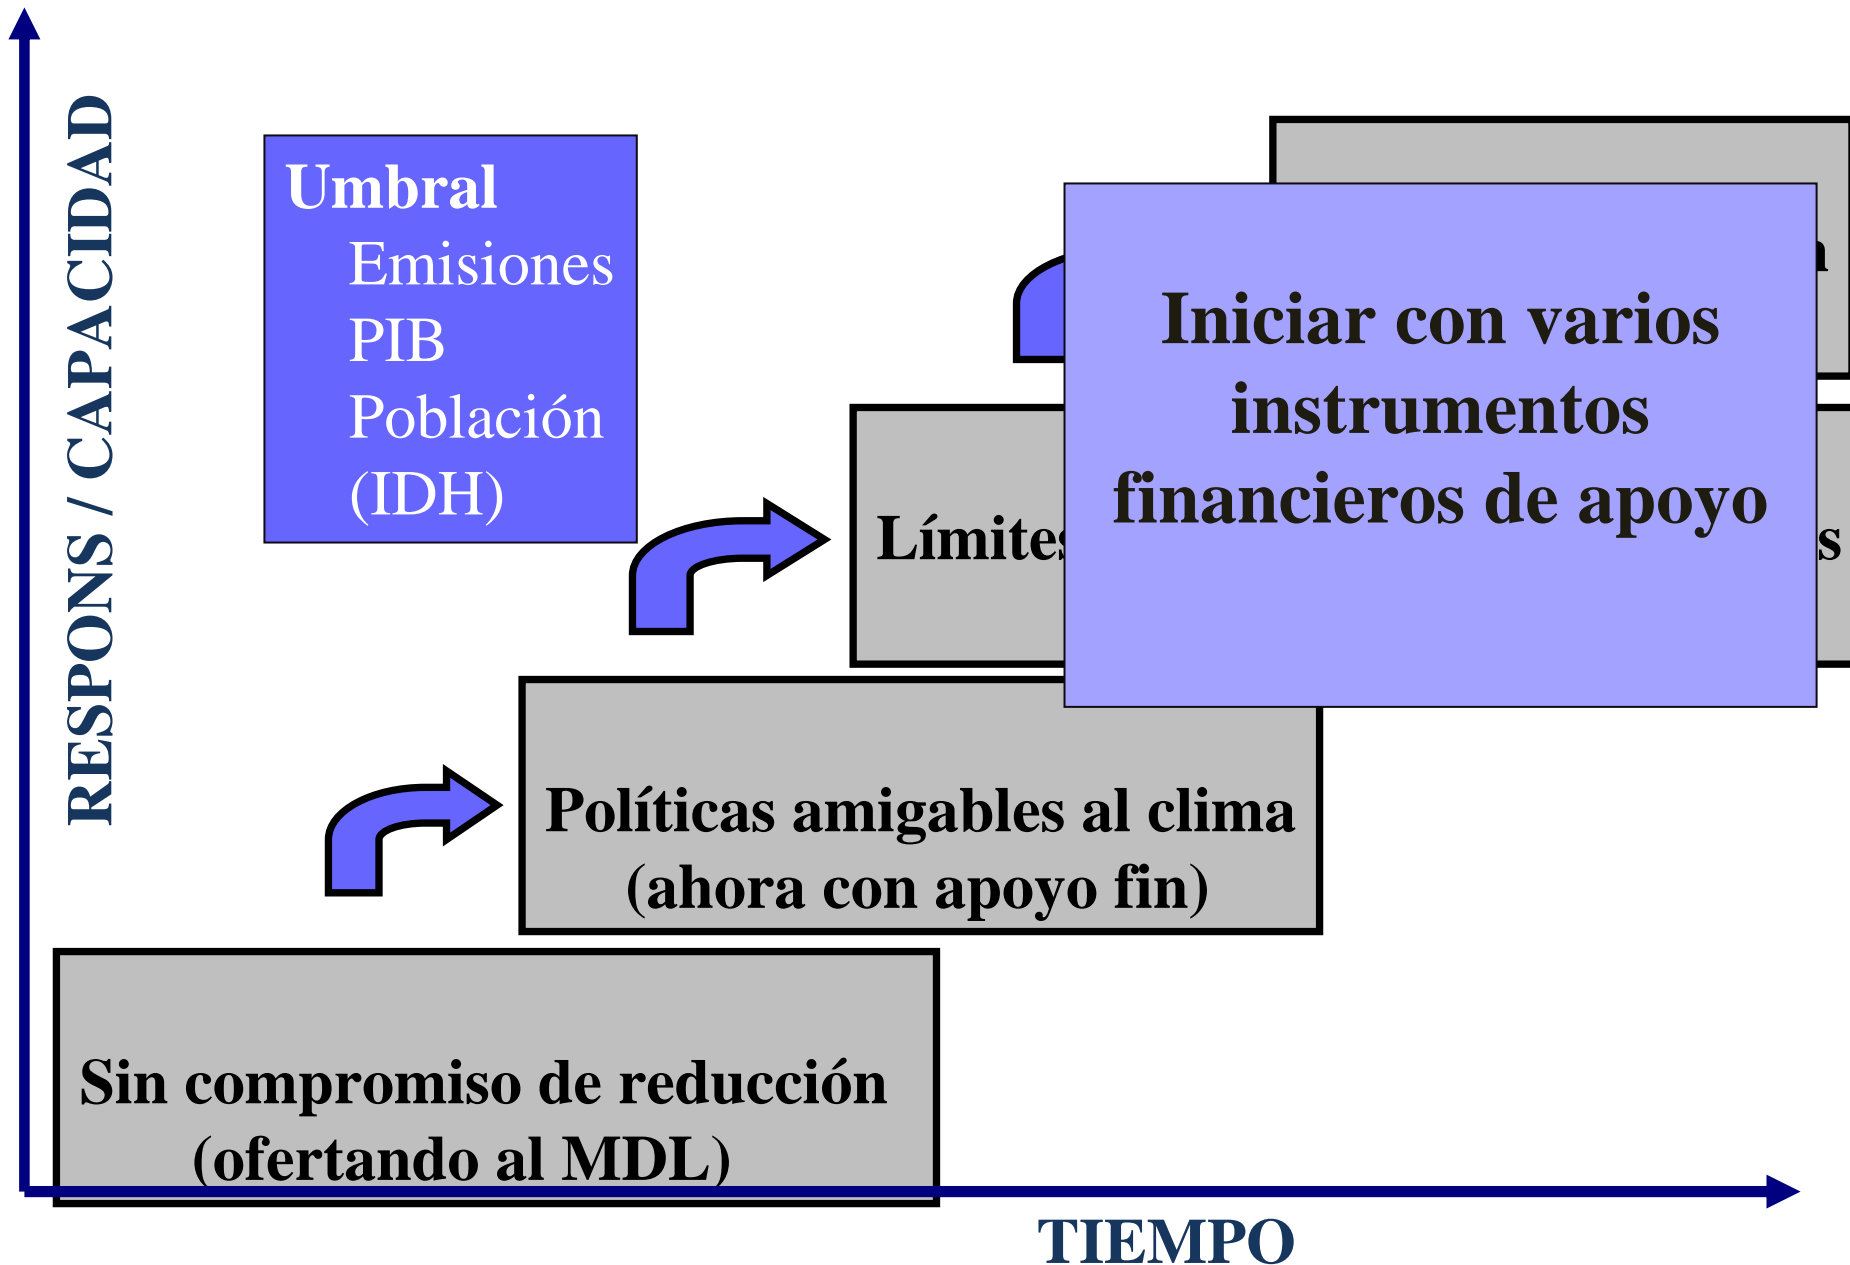 RESPONS / CAPACIDAD
Umbral
Emisiones
PIB
Población
(IDH)
Iniciar con varios
instrumentos
financieros de apoyo
Políticas amigables al clima
(ahora con apoyo fin)
Sin compromiso de reducción
(ofertando al MDL)
TIEMPO